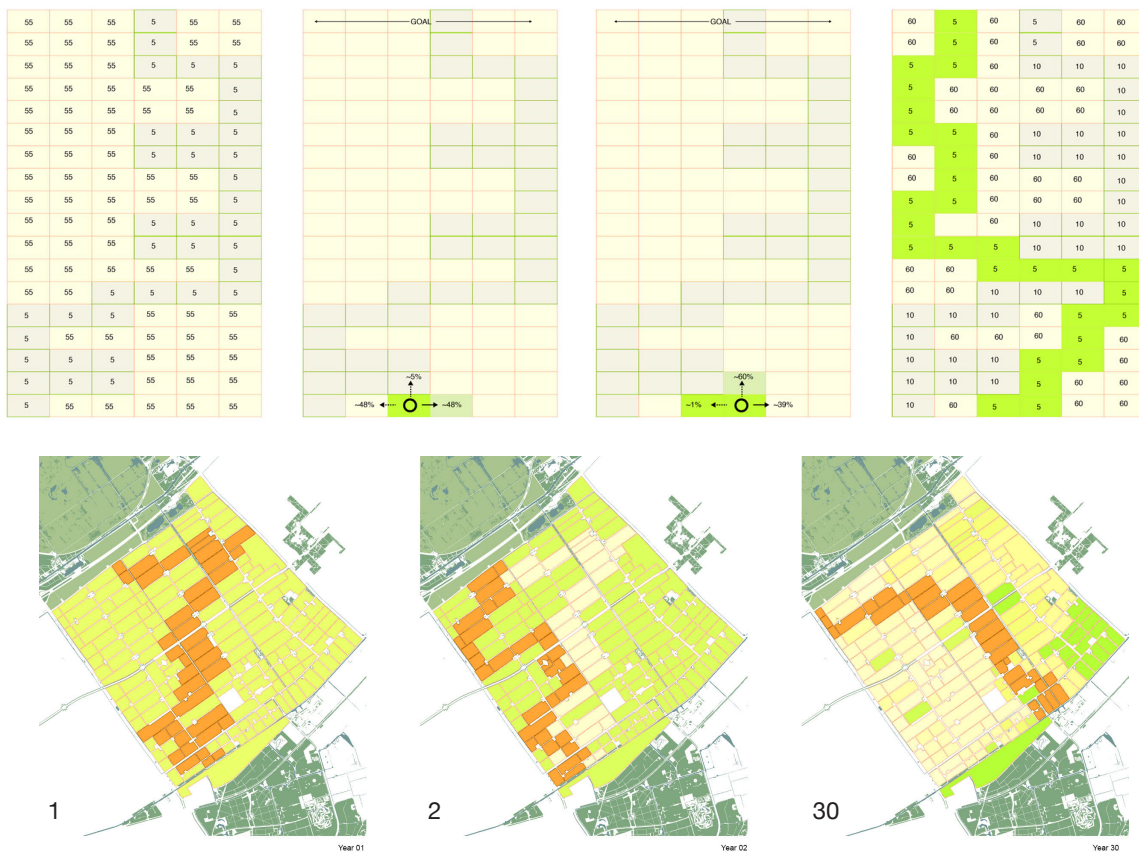 55 55 55 5 55 55
55 55 55 5 55 55
55 55 55 5 5 5
55 55 55 55 55 5
55 55 55 55 55 5
55 55 55 5 5 5
55 55 55 5 5 5
55 55 55 55 55 5
55 55 55 55 55 5
55 55 55 5 5 5
55 55 55 5 5 5
55 55 55 55 55 5
55 55 5 5 5 5
5 5 5 55 55 55
5 55 55 55 55 55
5 5 5 55 55 55
5 5 5 55 55 55
5 55 55 55 55 55
GOAL
~5%
~48% ~48%
GOAL
~60%
~1% ~39%
60 5 60 5 60 60
60 5 60 5 60 60
5 5 60 10 10 10
5 60 60 60 60 10
5 60 60 60 60 10
5 5 60 10 10 10
60 5 60 10 10 10
60 5 60 60 60 10
5 5 60 60 60 10
5 60 10 10 10
5 5 5 10 10 10
60 60 5 5 5 5
60 60 10 10 10 5
10 10 10 60 5 5
10 60 60 60 5 60
10 10 10 5 5 60
10 10 10 5 60 60
10 60 5 5 60 60
1
Year 01
2
Year 02
30
Year 30